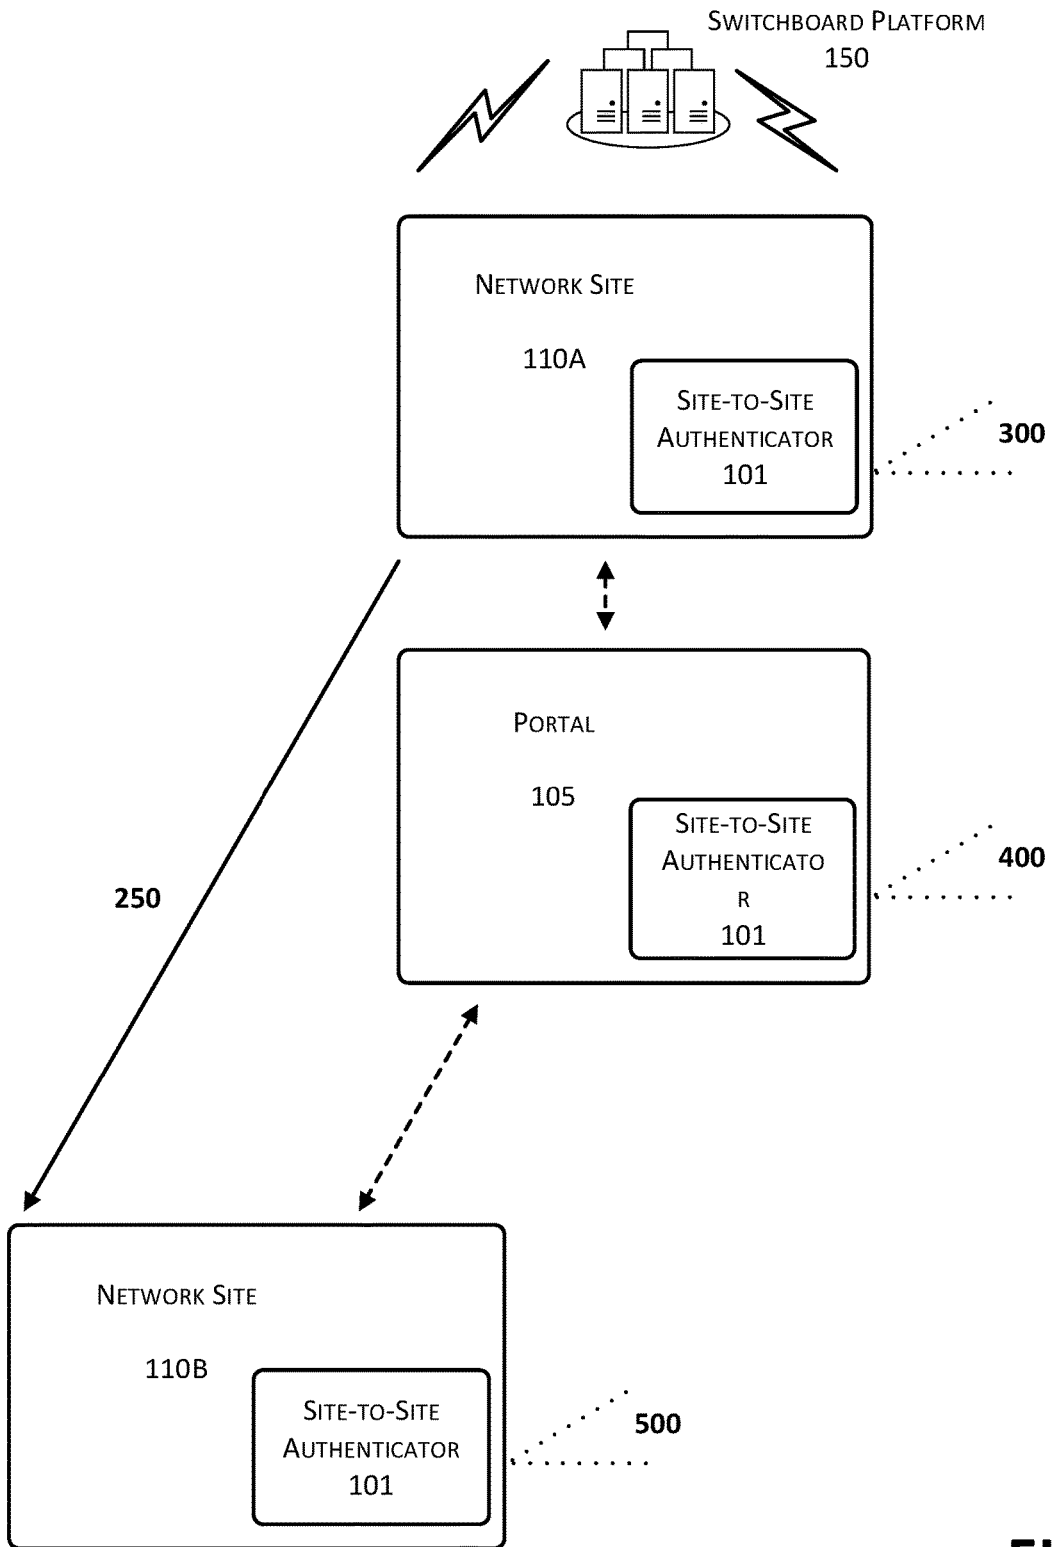 SWITCHBOARD PLATFORM
150
NETWORK SITE
110A
SITE-TO-SITE
AUTHENTICATOR
101
300
PORTAL
105
SITE-TO-SITE
AUTHENTICATO
R
101
400
250
NETWORK SITE
110B
SITE-TO-SITE
AUTHENTICATOR
101
500